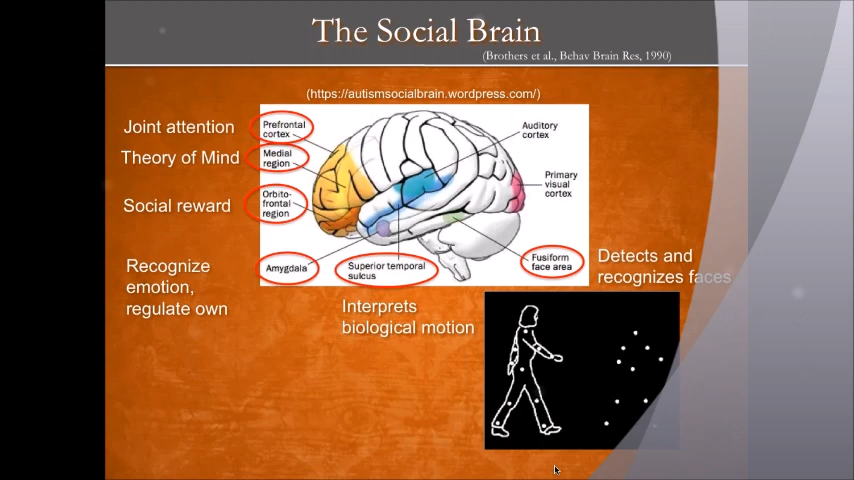 The Social Brain
(Brothers et al., Behav Brain Res, 1990)
(https://autismsocialbrain.wordpress.com/)
Joint attention
Theory of Mind
Social reward
Recognize
emotion,
regulate own
Prefrontal
cortex
Medial
region
Orbito-
frontal
region
Amygdala
Superior temporal
sulcus
Auditory
cortex
Primary
visual
cortex
Fusiform
face area
Detects and
recognizes faces
Interprets
biological motion